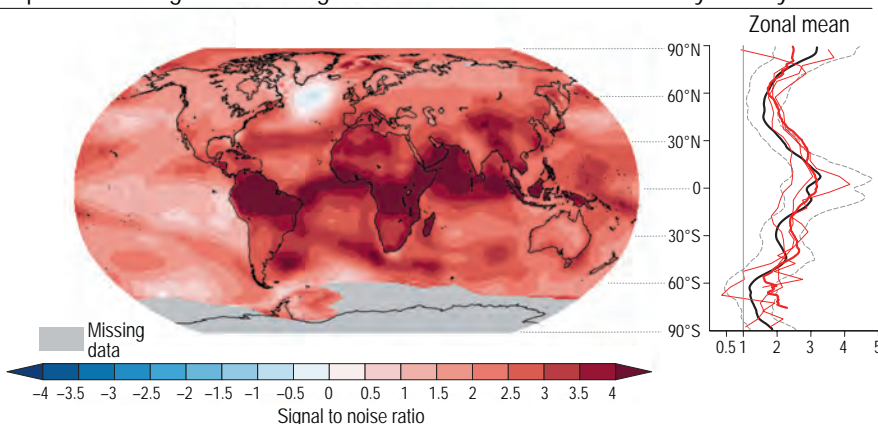 Zonal mean
90°N
60°N
30°N
0
30°S
60°S
90°S
0.5 1 2 3 4 5
Missing
data
−4 −3.5 −3 −2.5 −2 −1.5 −1 −0.5 0 0.5 1 1.5 2 2.5 3 3.5 4
Signal to noise ratio